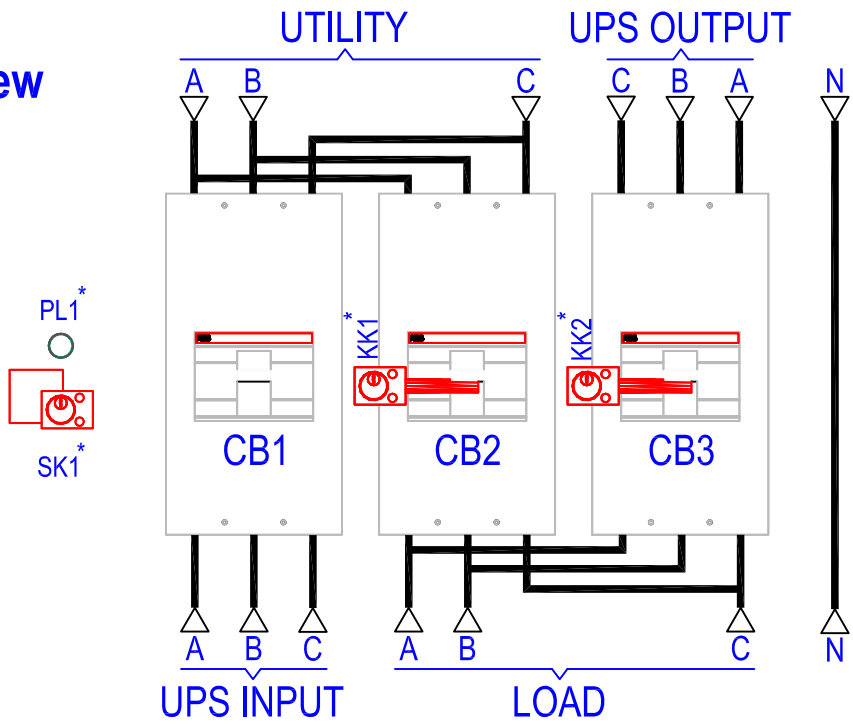 UTILITY UPS OUTPUT
ew
A B C C B A N
PL1*
*KK1
*KK2
SK1*
CB1 CB2 CB3
A B C A B C N
UPS INPUT LOAD